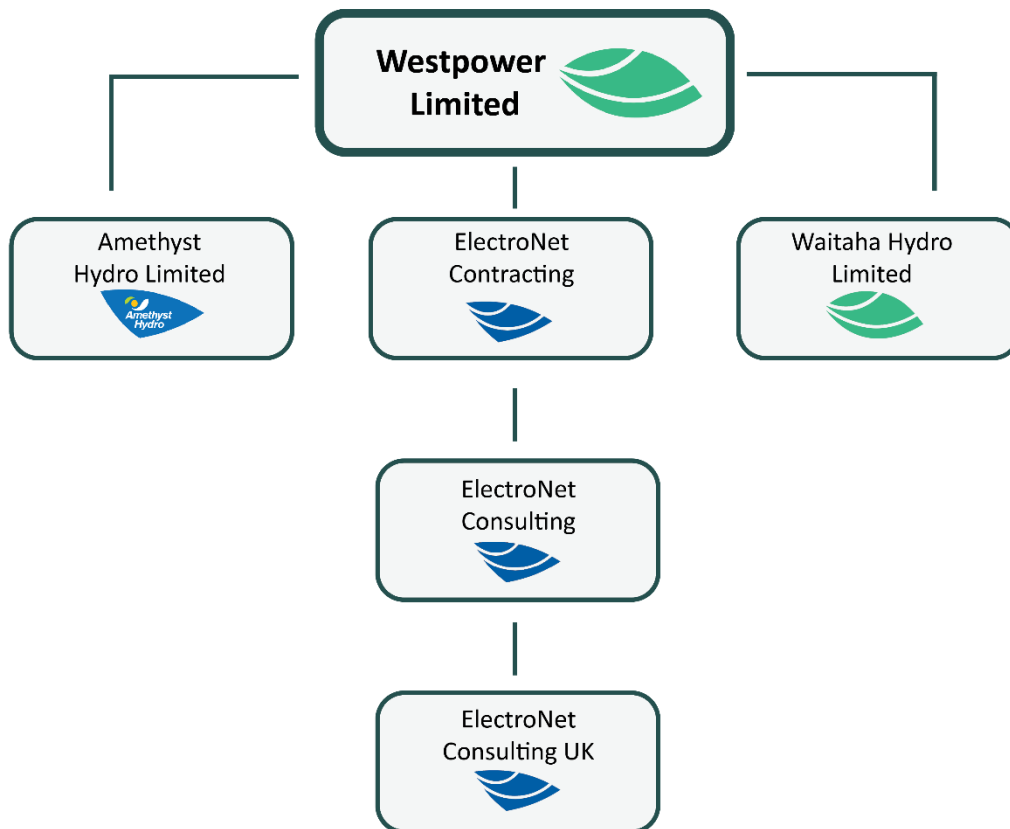 Westpower
Limited
Amethyst
Hydro Limited
Amethyst
Hydro
ElectroNet
Contracting
Waitaha Hydro
Limited
ElectroNet
Consulting
ElectroNet
Consulting UK